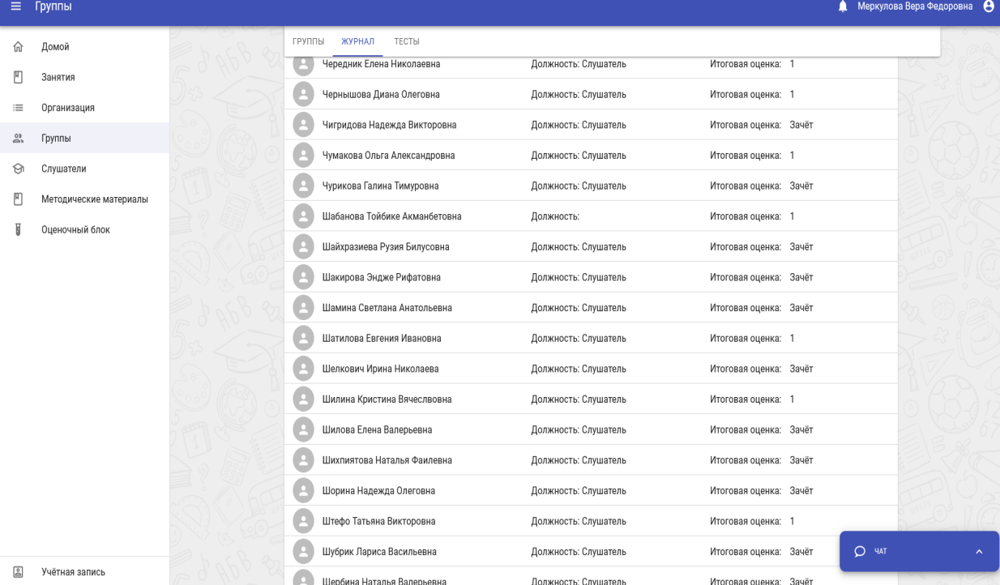 Группы
Меркулова Вера Федоровна
Домой
Занятия
Организация
Группы
Слушатели
Методические материалы
Оценочный блок
Учётная запись
ГРУППЫ ЖУРНАЛ ТЕСТЫ
Чередник Елена Николаевна Должность: Слушатель Итоговая оценка: 1
Чернышова Диана Олеговна Должность: Слушатель Итоговая оценка: 1
Чигридова Надежда Викторовна Должность: Слушатель Итоговая оценка: Зачёт
Чумакова Ольга Александровна Должность: Слушатель Итоговая оценка: 1
Чурикова Галина Тимуровна Должность: Слушатель Итоговая оценка: Зачёт
Шабанова Тойбике Акманбетовна Должность: Итоговая оценка: 1
Шайхразиева Рузия Билусовна Должность: Слушатель Итоговая оценка: Зачёт
Шакирова Эндже Рифатовна Должность: Слушатель Итоговая оценка: Зачёт
Шамина Светлана Анатольевна Должность: Слушатель Итоговая оценка: Зачёт
Шатилова Евгения Ивановна Должность: Слушатель Итоговая оценка: 1
Шелкович Ирина Николаева Должность: Слушатель Итоговая оценка: Зачёт
Шилина Кристина Вячеслвовна Должность: Слушатель Итоговая оценка: 1
Шилова Елена Валерьевна Должность: Слушатель Итоговая оценка: Зачёт
Шихпиятова Наталья Фаилевна Должность: Слушатель Итоговая оценка: Зачёт
Шорина Надежда Олеговна Должность: Слушатель Итоговая оценка: Зачёт
Штефо Татьяна Викторовна Должность: Слушатель Итоговая оценка: 1
Шубрик Лариса Васильевна Должность: Слушатель Итоговая оценка: Зачёт
Щербина Наталья Валерьевна Должность: Слушатель Итоговая оценка: Зачёт
ЧАТ